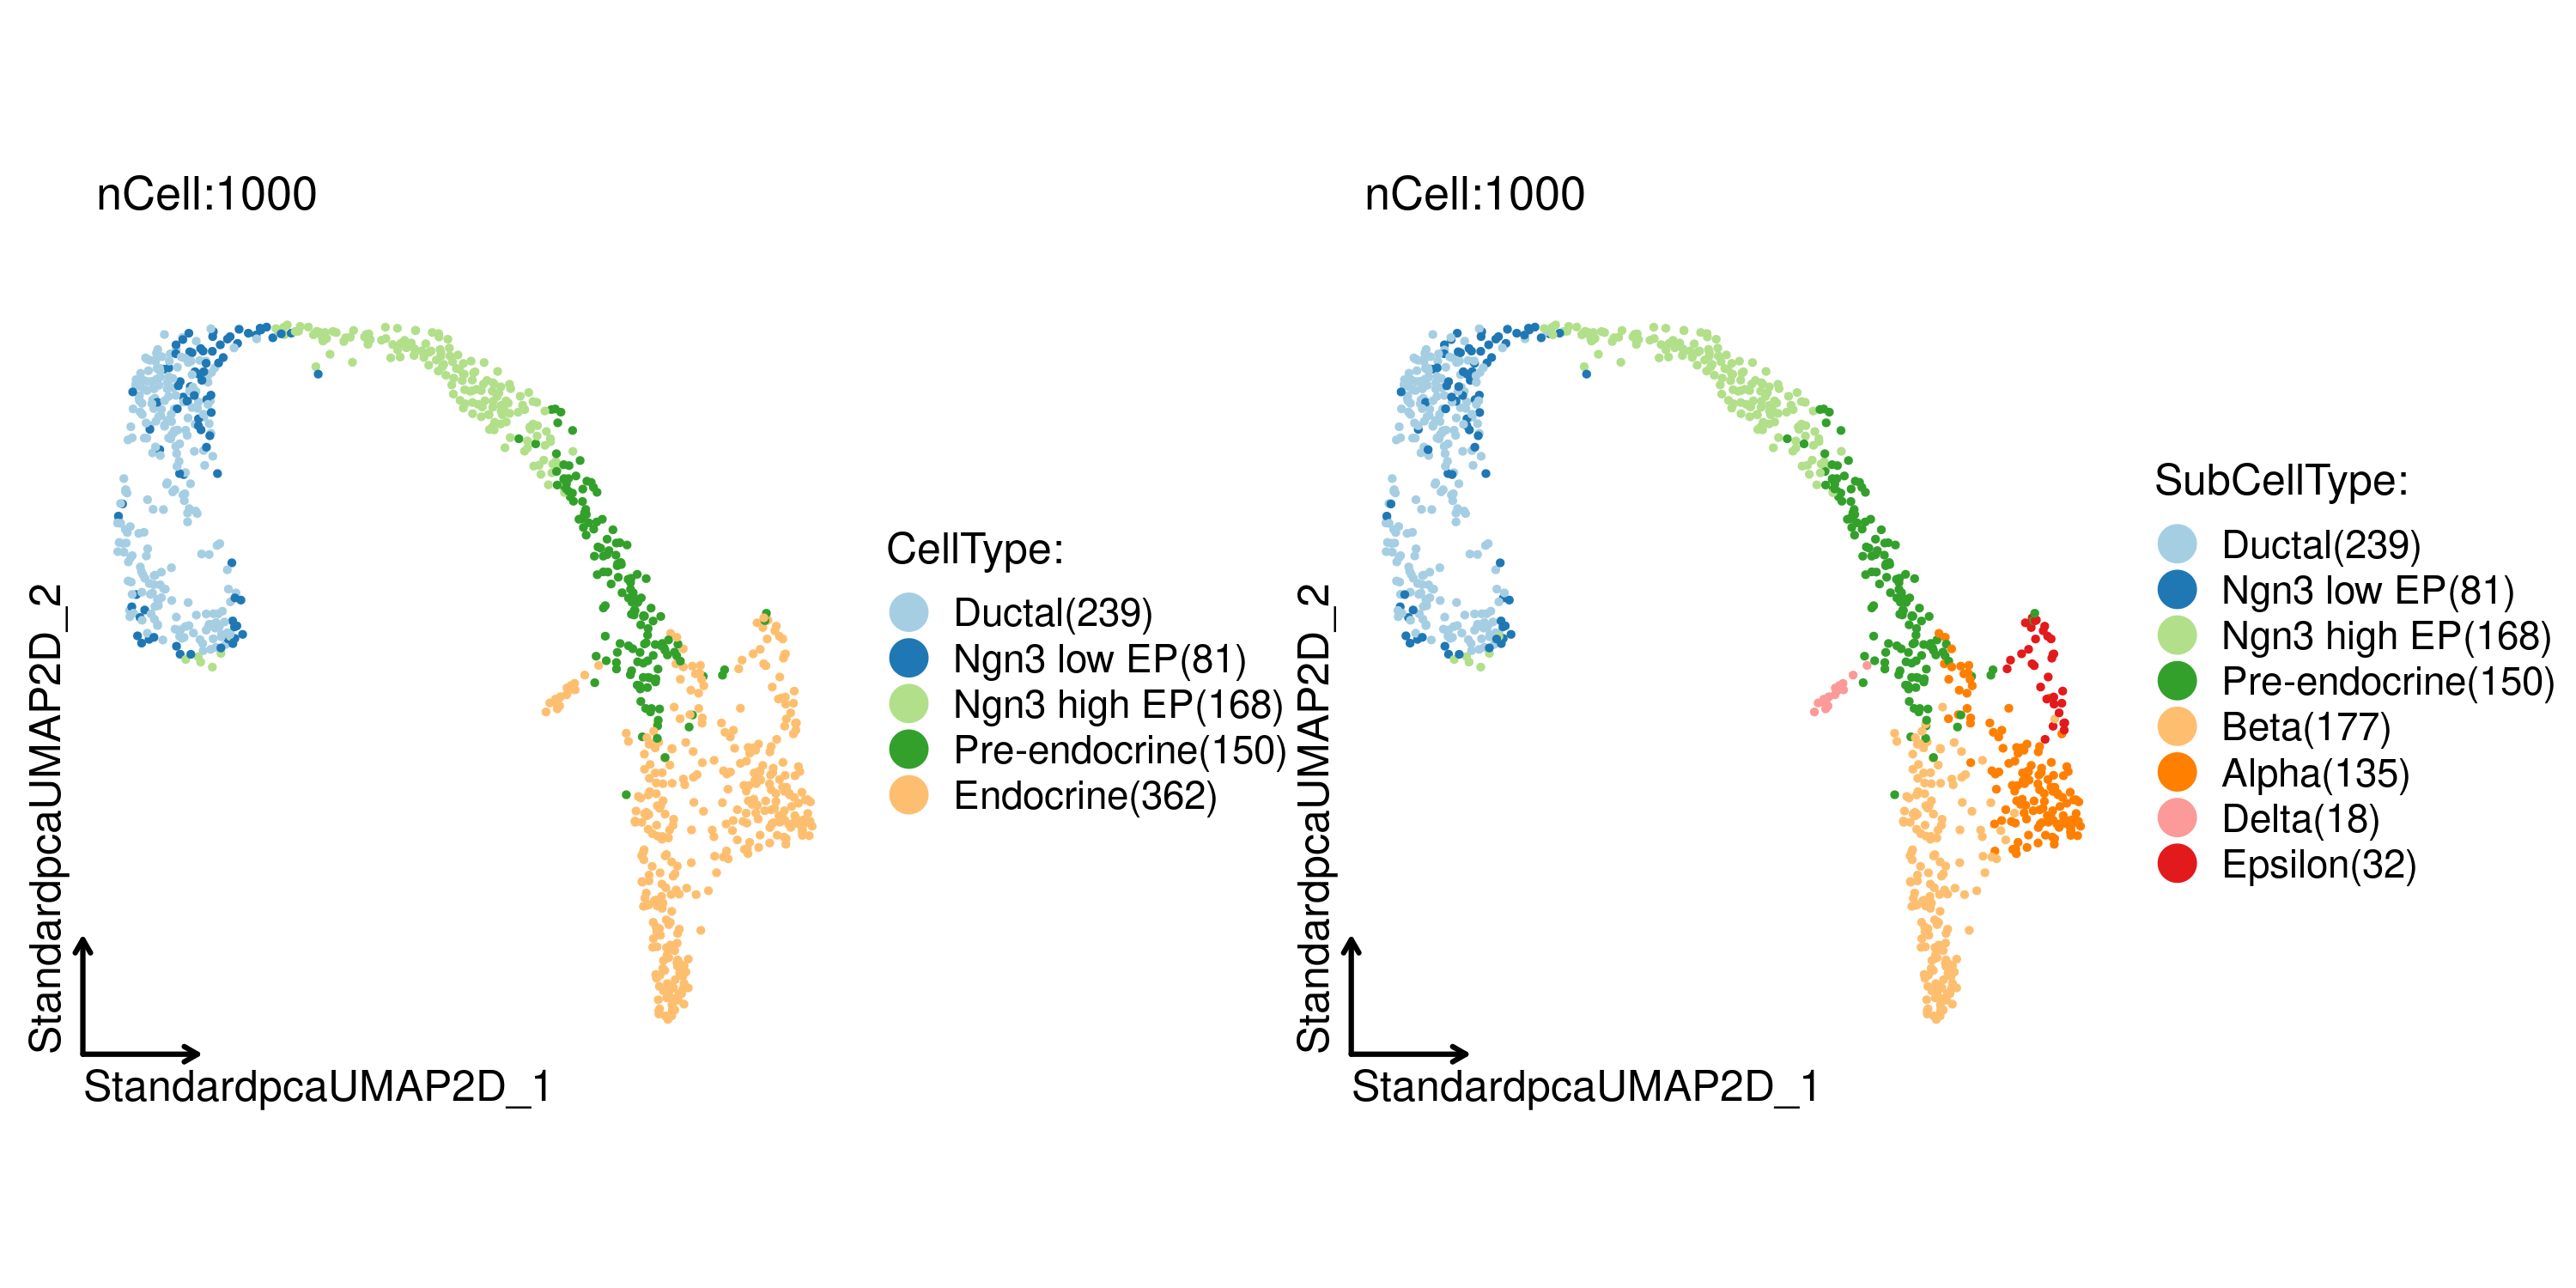 nCell:1000
StandardpcaUMAP2D_2
StandardpcaUMAP2D_1
CellType:
Ductal(239)
Ngn3 low EP(81)
Ngn3 high EP(168)
Pre-endocrine(150)
Endocrine(362)
nCell:1000
StandardpcaUMAP2D_2
StandardpcaUMAP2D_1
SubCellType:
Ductal(239)
Ngn3 low EP(81)
Ngn3 high EP(168)
Pre-endocrine(150)
Beta(177)
Alpha(135)
Delta(18)
Epsilon(32)